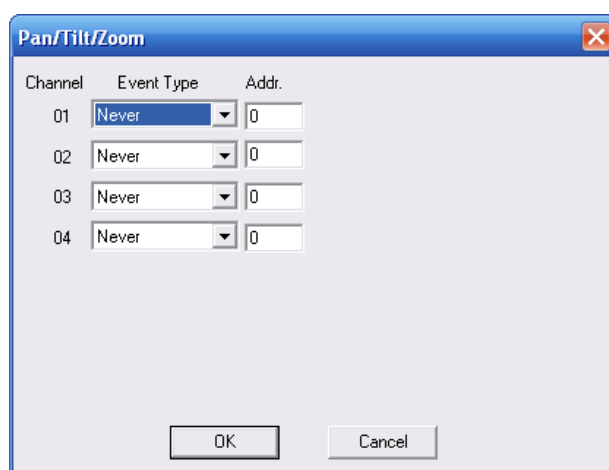 Pan/Tilt/Zoom
Channel Event Type Addr.
01 Never 0
02 Never 0
03 Never 0
04 Never 0
OK Cancel